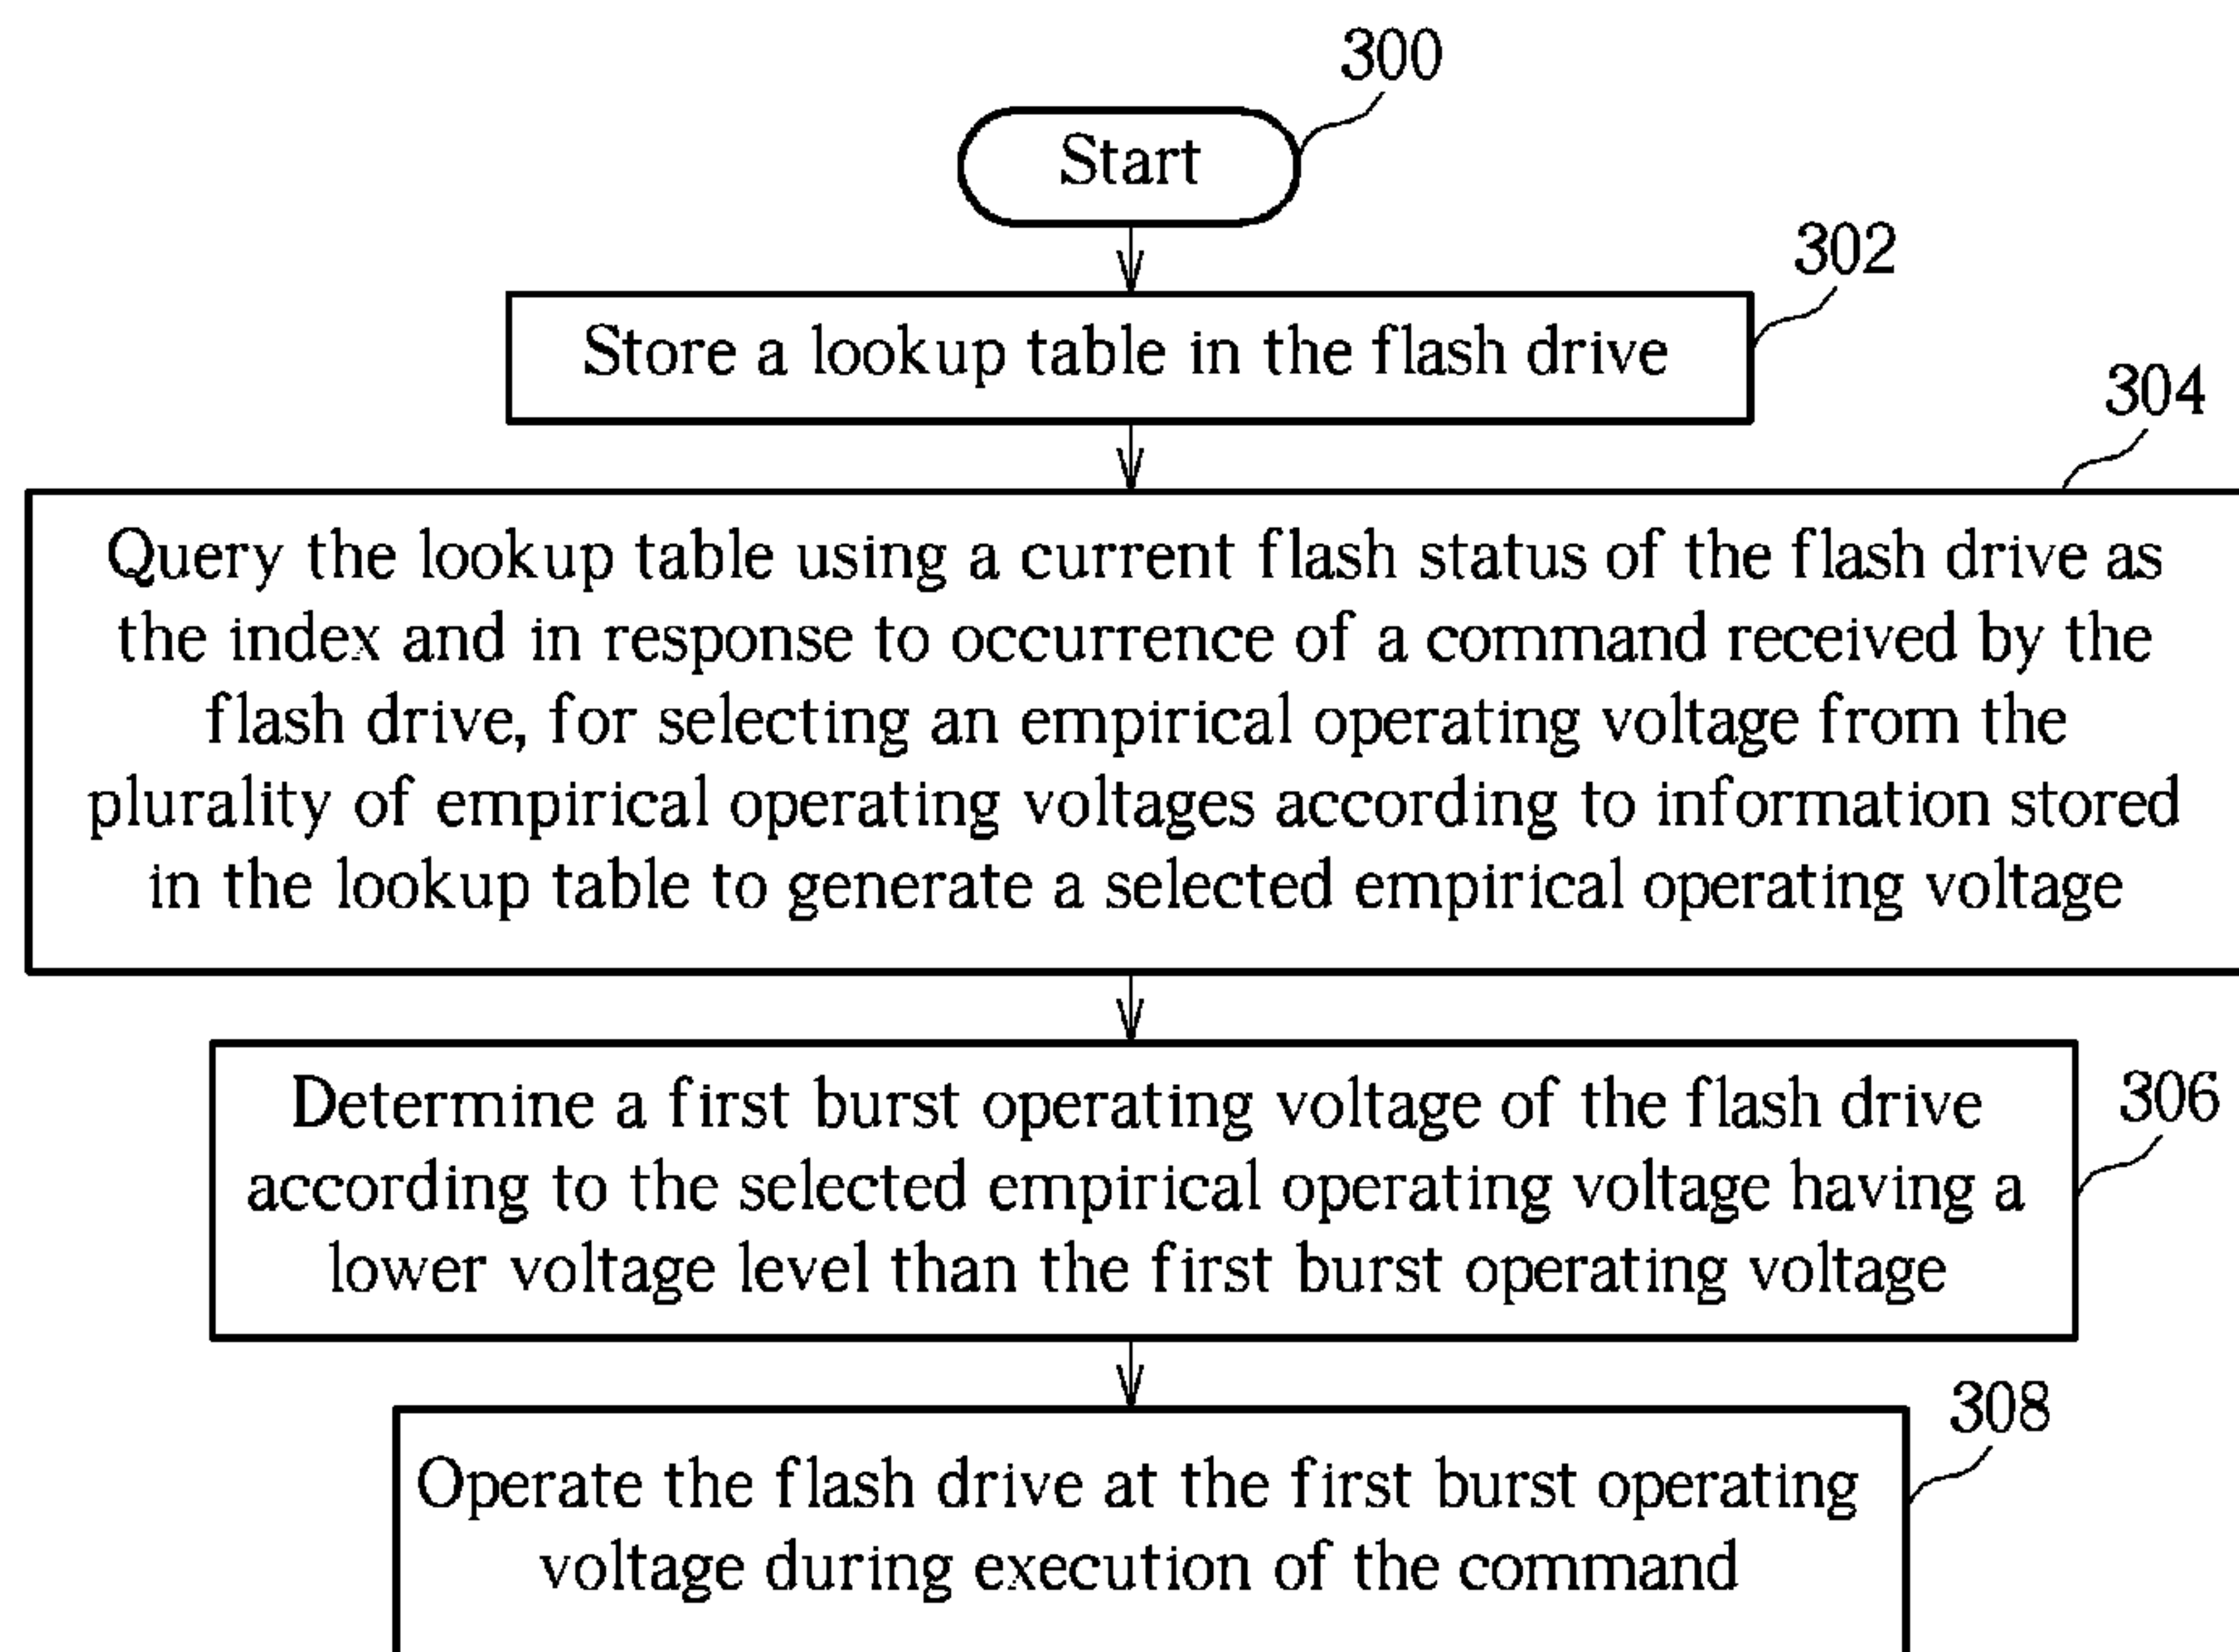 300
Start
302
Store a lookup table in the flash drive
304
Query the lookup table using a current flash status of the flash drive as
the index and in response to occurrence of a command received by the
flash drive, for selecting an empirical operating voltage from the
plurality of empirical operating voltages according to information stored
in the lookup table to generate a selected empirical operating voltage
306
Determine a first burst operating voltage of the flash drive
according to the selected empirical operating voltage having a
lower voltage level than the first burst operating voltage
308
Operate the flash drive at the first burst operating
voltage during execution of the command